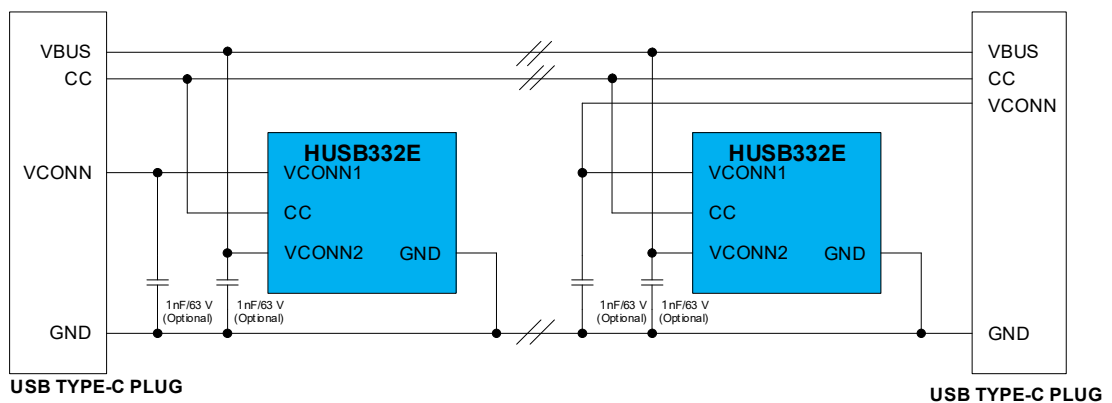 VBUS
CC
VCONN
GND
USB TYPE-C PLUG
HUSB332E
VCONN1
CC
VCONN2
GND
1nF/63 V
(Optional)
1nF/63 V
(Optional)
HUSB332E
VCONN1
CC
VCONN2
GND
1nF/63 V
(Optional)
1nF/63 V
(Optional)
VBUS
CC
VCONN
GND
USB TYPE-C PLUG